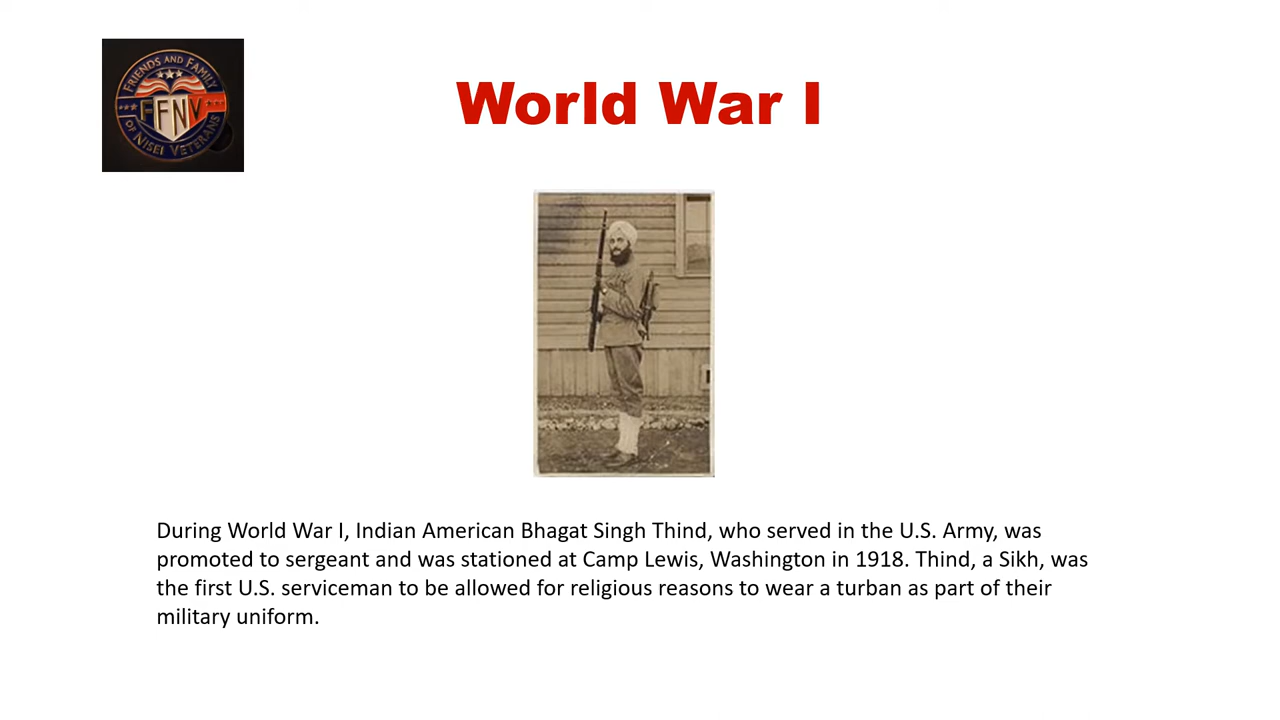 FRIENDS AND FAMILY
FFNV
OF NISEI VETERANS
World War I
During World War I, Indian American Bhagat Singh Thind, who served in the U.S. Army, was
promoted to sergeant and was stationed at Camp Lewis, Washington in 1918. Thind, a Sikh, was
the first U.S. serviceman to be allowed for religious reasons to wear a turban as part of their
military uniform.